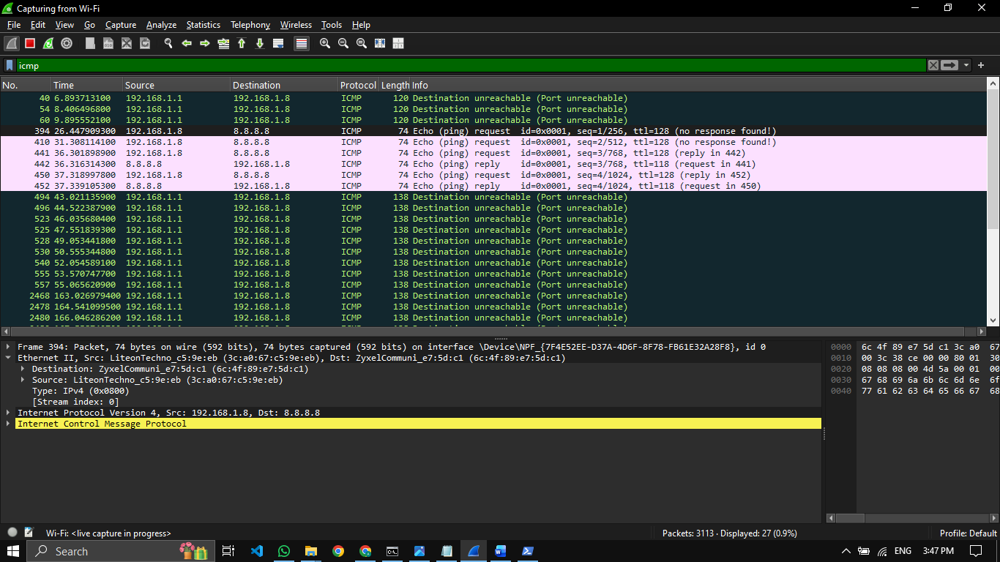 Capturing from Wi-Fi
File Edit View Go Capture Analyze Statistics Telephony Wireless Tools Help
icmp
No. Time Source Destination Protocol Length Info
40 6.893713100 192.168.1.1 192.168.1.8 ICMP 120 Destination unreachable (Port unreachable)
54 8.406496800 192.168.1.1 192.168.1.8 ICMP 120 Destination unreachable (Port unreachable)
60 9.895552100 192.168.1.1 192.168.1.8 ICMP 120 Destination unreachable (Port unreachable)
394 26.447909300 192.168.1.8 8.8.8.8 ICMP 74 Echo (ping) request id=0x0001, seq=1/256, ttl=128 (no response found!)
410 31.308114100 192.168.1.8 8.8.8.8 ICMP 74 Echo (ping) request id=0x0001, seq=2/512, ttl=128 (no response found!)
441 36.301898900 192.168.1.8 8.8.8.8 ICMP 74 Echo (ping) request id=0x0001, seq=3/768, ttl=128 (reply in 442)
442 36.316314300 8.8.8.8 192.168.1.8 ICMP 74 Echo (ping) reply id=0x0001, seq=3/768, ttl=118 (request in 441)
450 37.318997800 192.168.1.8 8.8.8.8 ICMP 74 Echo (ping) request id=0x0001, seq=4/1024, ttl=128 (reply in 452)
452 37.339105300 8.8.8.8 192.168.1.8 ICMP 74 Echo (ping) reply id=0x0001, seq=4/1024, ttl=118 (request in 450)
494 43.021135900 192.168.1.1 192.168.1.8 ICMP 138 Destination unreachable (Port unreachable)
496 44.522387900 192.168.1.1 192.168.1.8 ICMP 138 Destination unreachable (Port unreachable)
523 46.035680400 192.168.1.1 192.168.1.8 ICMP 138 Destination unreachable (Port unreachable)
525 47.551839300 192.168.1.1 192.168.1.8 ICMP 138 Destination unreachable (Port unreachable)
528 49.053441800 192.168.1.1 192.168.1.8 ICMP 138 Destination unreachable (Port unreachable)
530 50.555344800 192.168.1.1 192.168.1.8 ICMP 138 Destination unreachable (Port unreachable)
540 52.054589100 192.168.1.1 192.168.1.8 ICMP 138 Destination unreachable (Port unreachable)
555 53.570747700 192.168.1.1 192.168.1.8 ICMP 138 Destination unreachable (Port unreachable)
557 55.065620900 192.168.1.1 192.168.1.8 ICMP 138 Destination unreachable (Port unreachable)
2468 163.026979400 192.168.1.1 192.168.1.8 ICMP 138 Destination unreachable (Port unreachable)
2478 164.541099500 192.168.1.1 192.168.1.8 ICMP 138 Destination unreachable (Port unreachable)
2480 166.046286200 192.168.1.1 192.168.1.8 ICMP 138 Destination unreachable (Port unreachable)
Frame 394: Packet, 74 bytes on wire (592 bits), 74 bytes captured (592 bits) on interface \Device\NPF_{7F4E52EE-D37A-4D6F-8F78-FB61E32A28F8}, id 0
Ethernet II, Src: LiteonTechno_c5:9e:eb (3c:a0:67:c5:9e:eb), Dst: ZyxelCommuni_e7:5d:c1 (6c:4f:89:e7:5d:c1)
Destination: ZyxelCommuni_e7:5d:c1 (6c:4f:89:e7:5d:c1)
Source: LiteonTechno_c5:9e:eb (3c:a0:67:c5:9e:eb)
Type: IPv4 (0x0800)
[Stream index: 0]
Internet Protocol Version 4, Src: 192.168.1.8, Dst: 8.8.8.8
Internet Control Message Protocol
0000 6c 4f 89 e7 5d c1 3c a0 67
0010 00 3c 38 ce 00 00 80 01 30
0020 08 08 08 00 4d 5a 00 01 00
0030 67 68 69 6a 6b 6c 6d 6e 6f
0040 77 61 62 63 64 65 66 67 68
Wi-Fi: <live capture in progress> Packets: 3113 · Displayed: 27 (0.9%) Profile: Default
Search ENG 3:47 PM